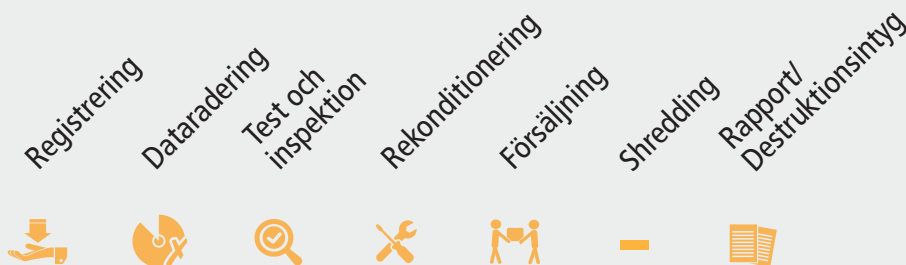 Registrering
Dataradering
Test och
inspektion
Rekonditionering
Försäljning
Shredding
Rapport/
Destruktionsintyg